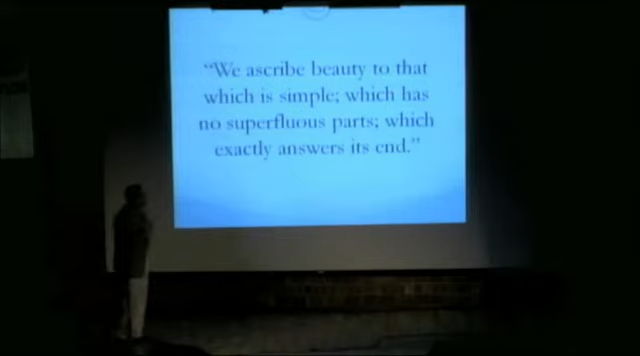 “We ascribe beauty to that
which is simple; which has
no superfluous parts; which
exactly answers its end.”